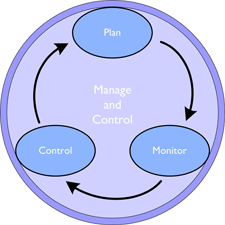 Plan
Manage
and
Control
Control
Monitor